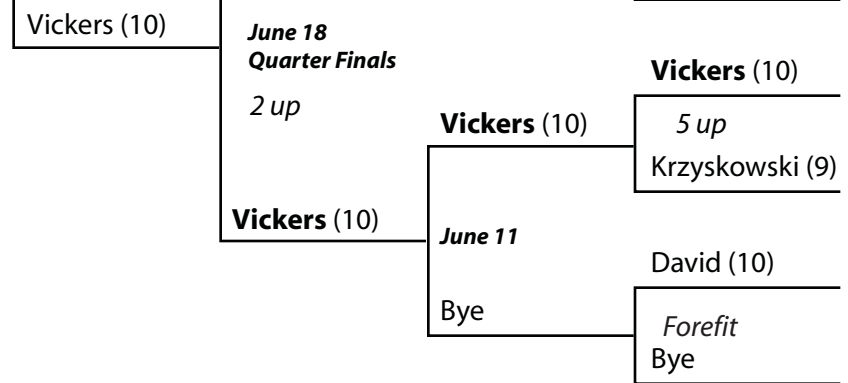 Vickers (10)
June 18
Quarter Finals
2 up
Vickers (10)
Vickers (10)
June 11
Bye
Vickers (10)
5 up
Krzyskowski (9)
David (10)
Forefit
Bye